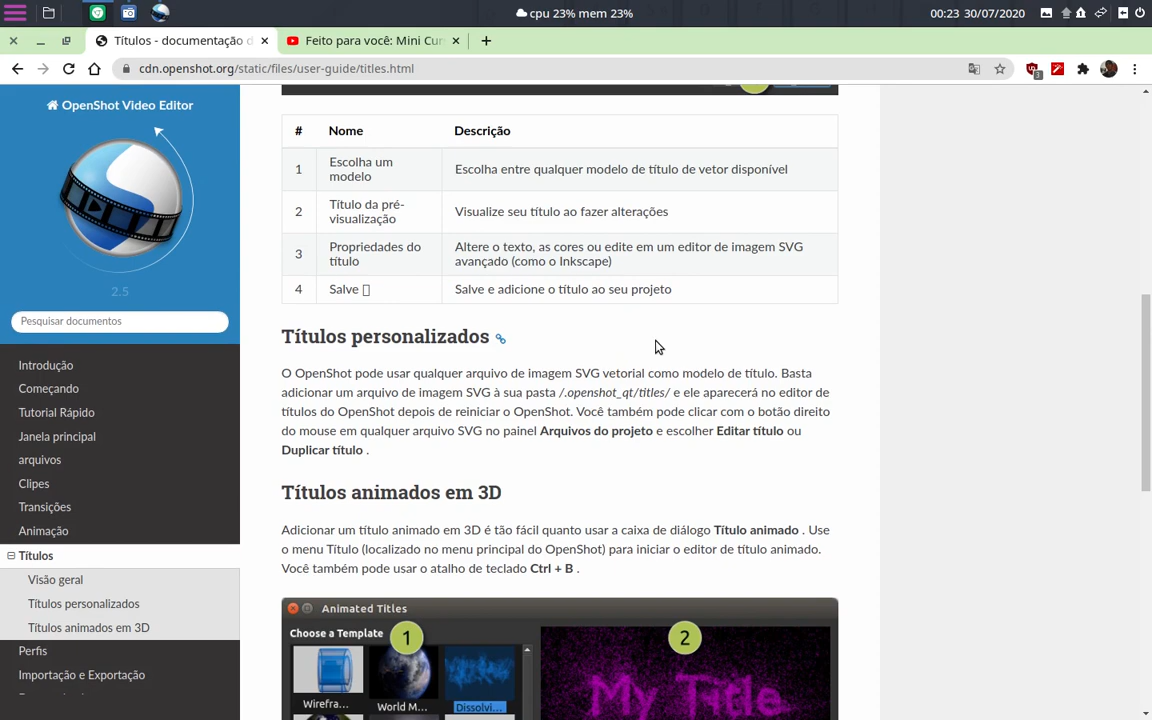 cpu 23% mem 23%
00:23 30/07/2020
Títulos - documentação d
Feito para você: Mini Cur
cdn.openshot.org/static/files/user-guide/titles.html
3
OpenShot Video Editor
2.5
Pesquisar documentos
Introdução
Começando
Tutorial Rápido
Janela principal
arquivos
Clipes
Transições
Animação
Títulos
Visão geral
Títulos personalizados
Títulos animados em 3D
Perfis
Importação e Exportação
# Nome Descrição
1 Escolha um modelo Escolha entre qualquer modelo de título de vetor disponível
2 Título da pré-visualização Visualize seu título ao fazer alterações
3 Propriedades do título Altere o texto, as cores ou edite em um editor de imagem SVG avançado (como o Inkscape)
4 Salve Salve e adicione o título ao seu projeto
Títulos personalizados
O OpenShot pode usar qualquer arquivo de imagem SVG vetorial como modelo de título. Basta
adicionar um arquivo de imagem SVG à sua pasta /.openshot_qt/titles/ e ele aparecerá no editor de
títulos do OpenShot depois de reiniciar o OpenShot. Você também pode clicar com o botão direito
do mouse em qualquer arquivo SVG no painel Arquivos do projeto e escolher Editar título ou
Duplicar título .
Títulos animados em 3D
Adicionar um título animado em 3D é tão fácil quanto usar a caixa de diálogo Título animado . Use
o menu Título (localizado no menu principal do OpenShot) para iniciar o editor de título animado.
Você também pode usar o atalho de teclado Ctrl + B .
Animated Titles
Choose a Template
1
2
Wirefra...
World M...
Dissolvi...
My Title